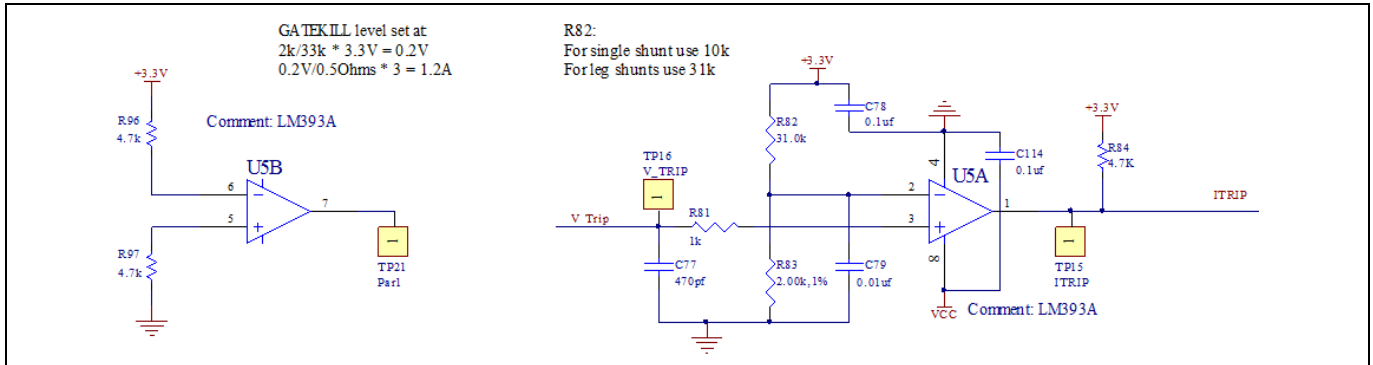 GATEKILL level set at:
2k/33k * 3.3V = 0.2V
0.2V/0.5Ohms * 3 = 1.2A
R82:
For single shunt use 10k
For leg shunts use 31k
+3.3V
R96
4.7k
Comment: LM393A
U5B
6
5
7
R97
4.7k
1
TP21
Par1
+3.3V
C78
0.1uf
R82
31.0k
4
C114
0.1uf
+3.3V
R84
4.7K
TP16
V_TRIP
1
U5A
2
3
1
ITRIP
V_Trip
R81
1k
8
1
TP15
ITRIP
C77
470pf
R83
2.00k,1%
C79
0.01uf
VCC
Comment: LM393A